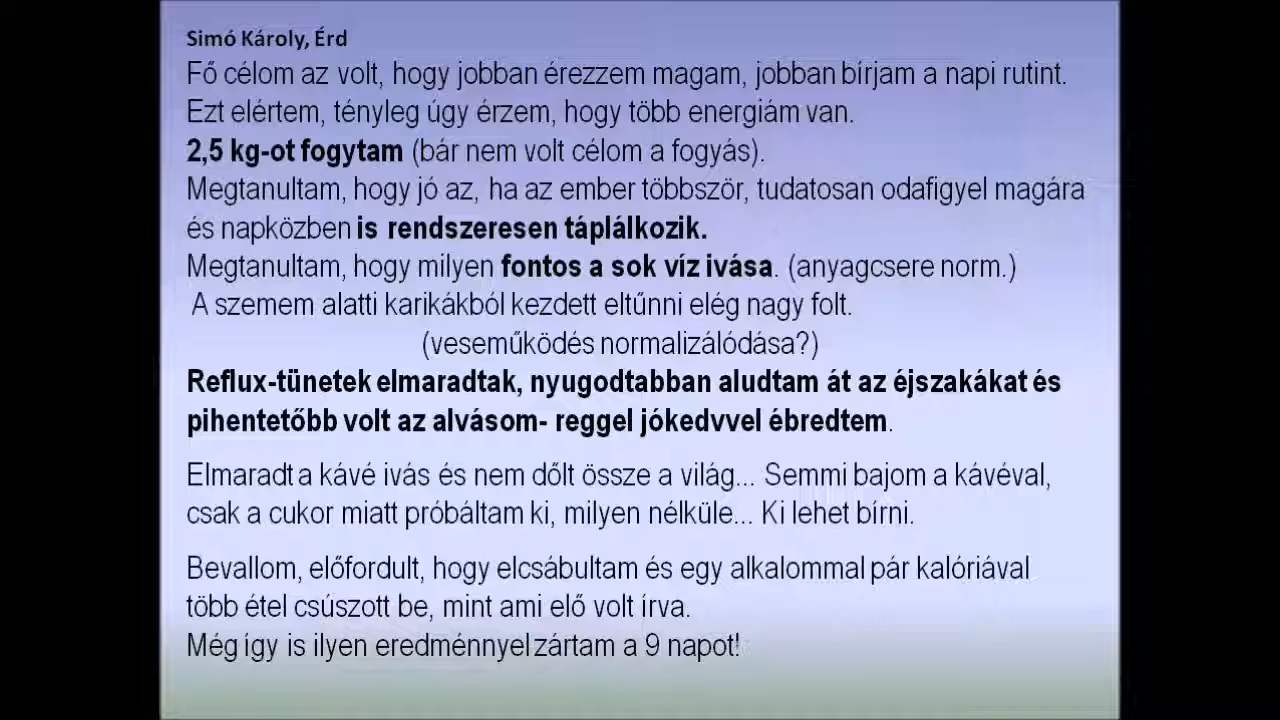 Simó Károly, Érd
Fő célom az volt, hogy jobban érezzem magam, jobban bírjam a napi rutint.
Ezt elértem, tényleg úgy érzem, hogy több energiám van.
2,5 kg-ot fogytam (bár nem volt célom a fogyás).
Megtanultam, hogy jó az, ha az ember többször, tudatosan odafigyel magára
és napközben is rendszeresen táplálkozik.
Megtanultam, hogy milyen fontos a sok víz ivása. (anyagcsere norm.)
A szemem alatti karikákból kezdett eltűnni elég nagy folt.
(veseműködés normalizálódása?)
Reflux-tünetek elmaradtak, nyugodtabban aludtam át az éjszakákat és
pihentetőbb volt az alvásom- reggel jókedvvel ébredtem.
Elmaradt a kávé ivás és nem dőlt össze a világ... Semmi bajom a kávéval,
csak a cukor miatt próbáltam ki, milyen nélküle... Ki lehet bírni.
Bevallom, előfordult, hogy elcsábultam és egy alkalommal pár kalóriával
több étel csúszott be, mint ami elő volt írva.
Még így is ilyen eredménnyel zártam a 9 napot!